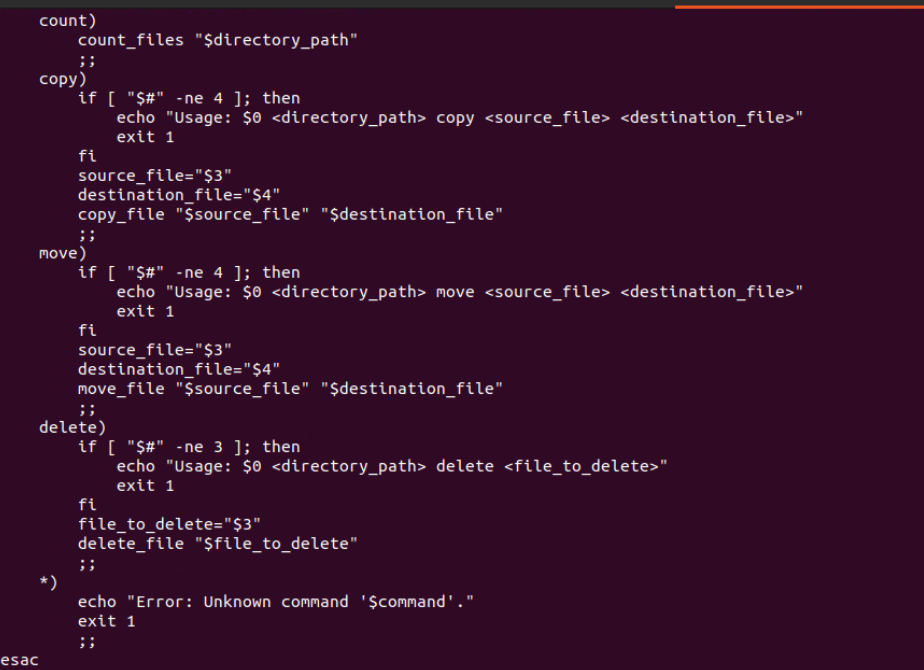 count)
count_files "$directory_path"
;;
copy)
if [ "$#" -ne 4 ]; then
echo "Usage: $0 <directory_path> copy <source_file> <destination_file>"
exit 1
fi
source_file="$3"
destination_file="$4"
copy_file "$source_file" "$destination_file"
;;
move)
if [ "$#" -ne 4 ]; then
echo "Usage: $0 <directory_path> move <source_file> <destination_file>"
exit 1
fi
source_file="$3"
destination_file="$4"
move_file "$source_file" "$destination_file"
;;
delete)
if [ "$#" -ne 3 ]; then
echo "Usage: $0 <directory_path> delete <file_to_delete>"
exit 1
fi
file_to_delete="$3"
delete_file "$file_to_delete"
;;
*)
echo "Error: Unknown command '$command'."
exit 1
;;
esac